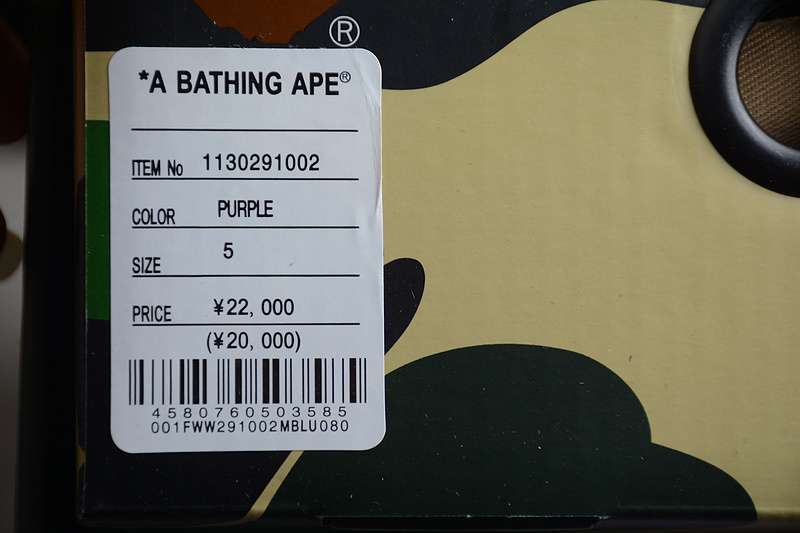 ®
*A BATHING APE®
ITEM No 1130291002
COLOR PURPLE
SIZE 5
PRICE ¥22,000
(¥20,000)
4580760503585
001FWW291002MBLU080